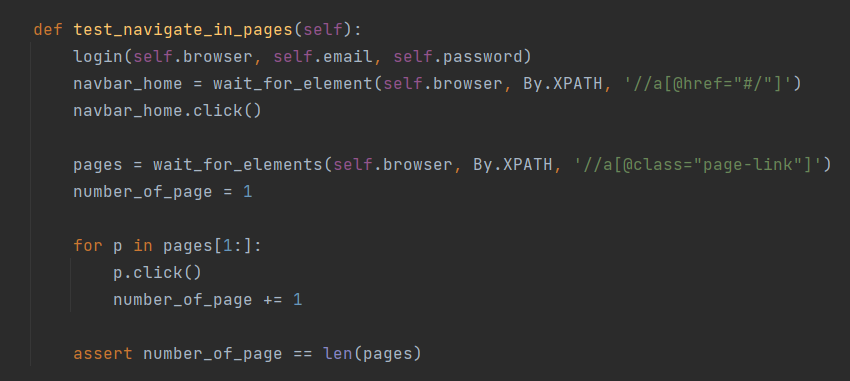 def test_navigate_in_pages(self):
    login(self.browser, self.email, self.password)
    navbar_home = wait_for_element(self.browser, By.XPATH, '//a[@href="#/"]')
    navbar_home.click()

    pages = wait_for_elements(self.browser, By.XPATH, '//a[@class="page-link"]')
    number_of_page = 1

    for p in pages[1:]:
        p.click()
        number_of_page += 1

    assert number_of_page == len(pages)